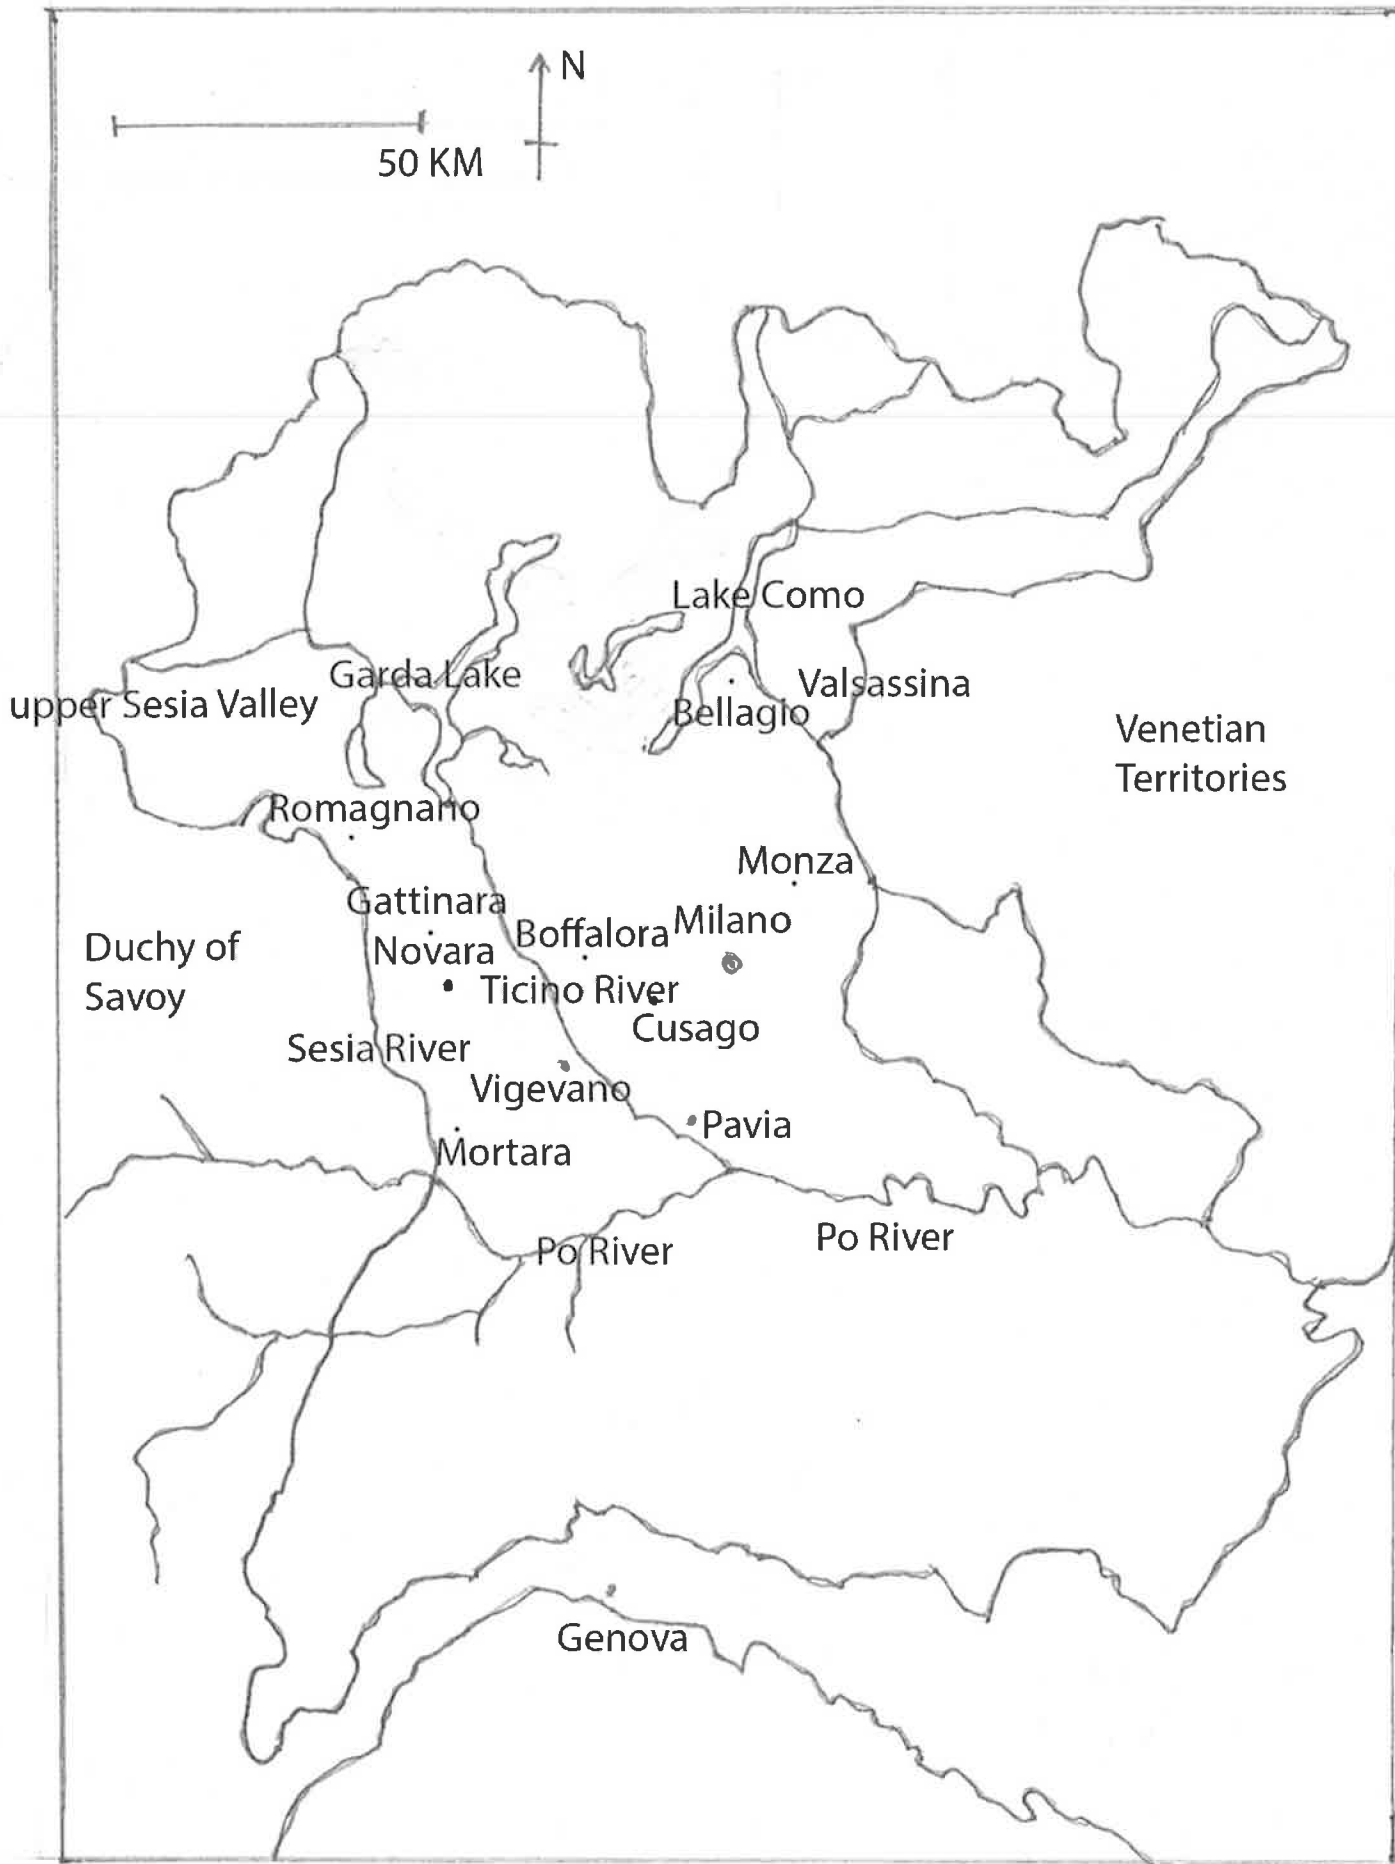 N
50 KM
Lake Como
Garda Lake
upper Sesia Valley
Valsassina
Bellagio
Venetian
Territories
Romagnano
Monza
Gattinara
Milano
Boffalora
Duchy of
Savoy
Novara
Ticino River
Cusago
Sesia River
Vigevano
Pavia
Mortara
Po River
Po River
Genova